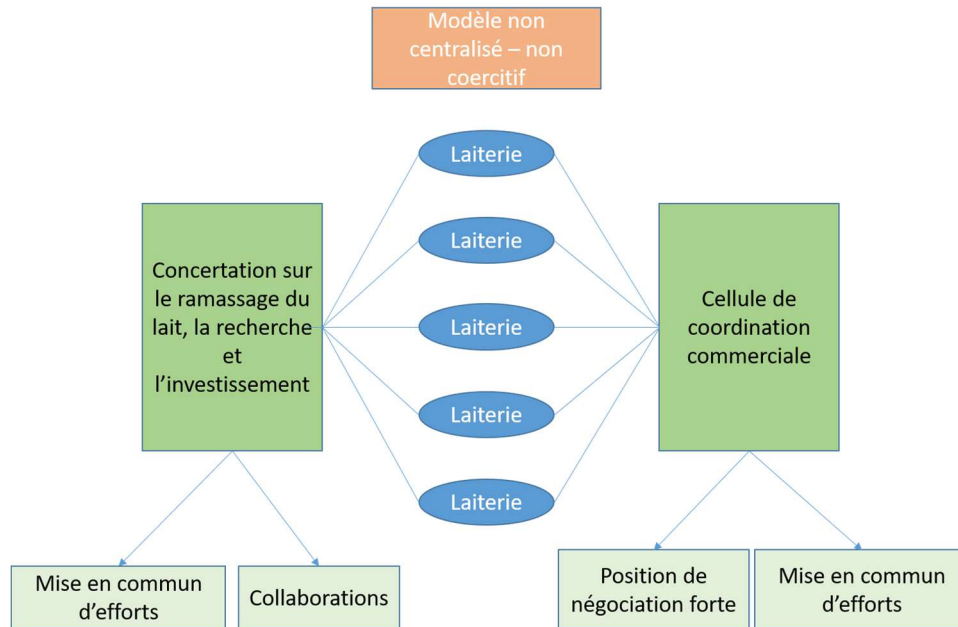 Modèle non
centralisé – non
coercitif
Laiterie
Laiterie
Laiterie
Laiterie
Laiterie
Concertation sur
le ramassage du
lait, la recherche
et
l’investissement
Cellule de
coordination
commerciale
Mise en commun
d’efforts
Collaborations
Position de
négociation forte
Mise en commun
d’efforts